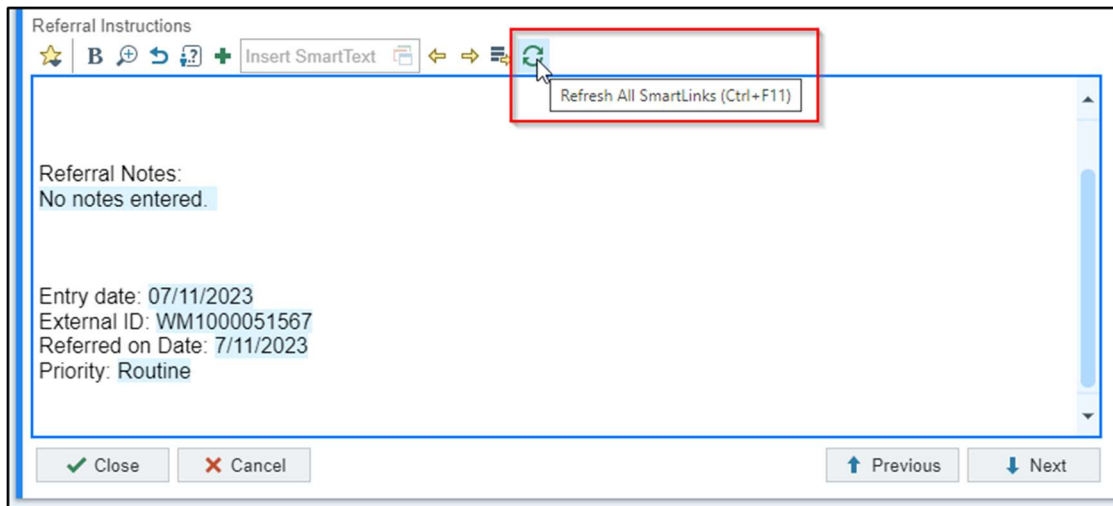 Referral Instructions
B Insert SmartText
Refresh All SmartLinks (Ctrl+F11)
Referral Notes:
No notes entered.
Entry date: 07/11/2023
External ID: WM1000051567
Referred on Date: 7/11/2023
Priority: Routine
Close Cancel Previous Next